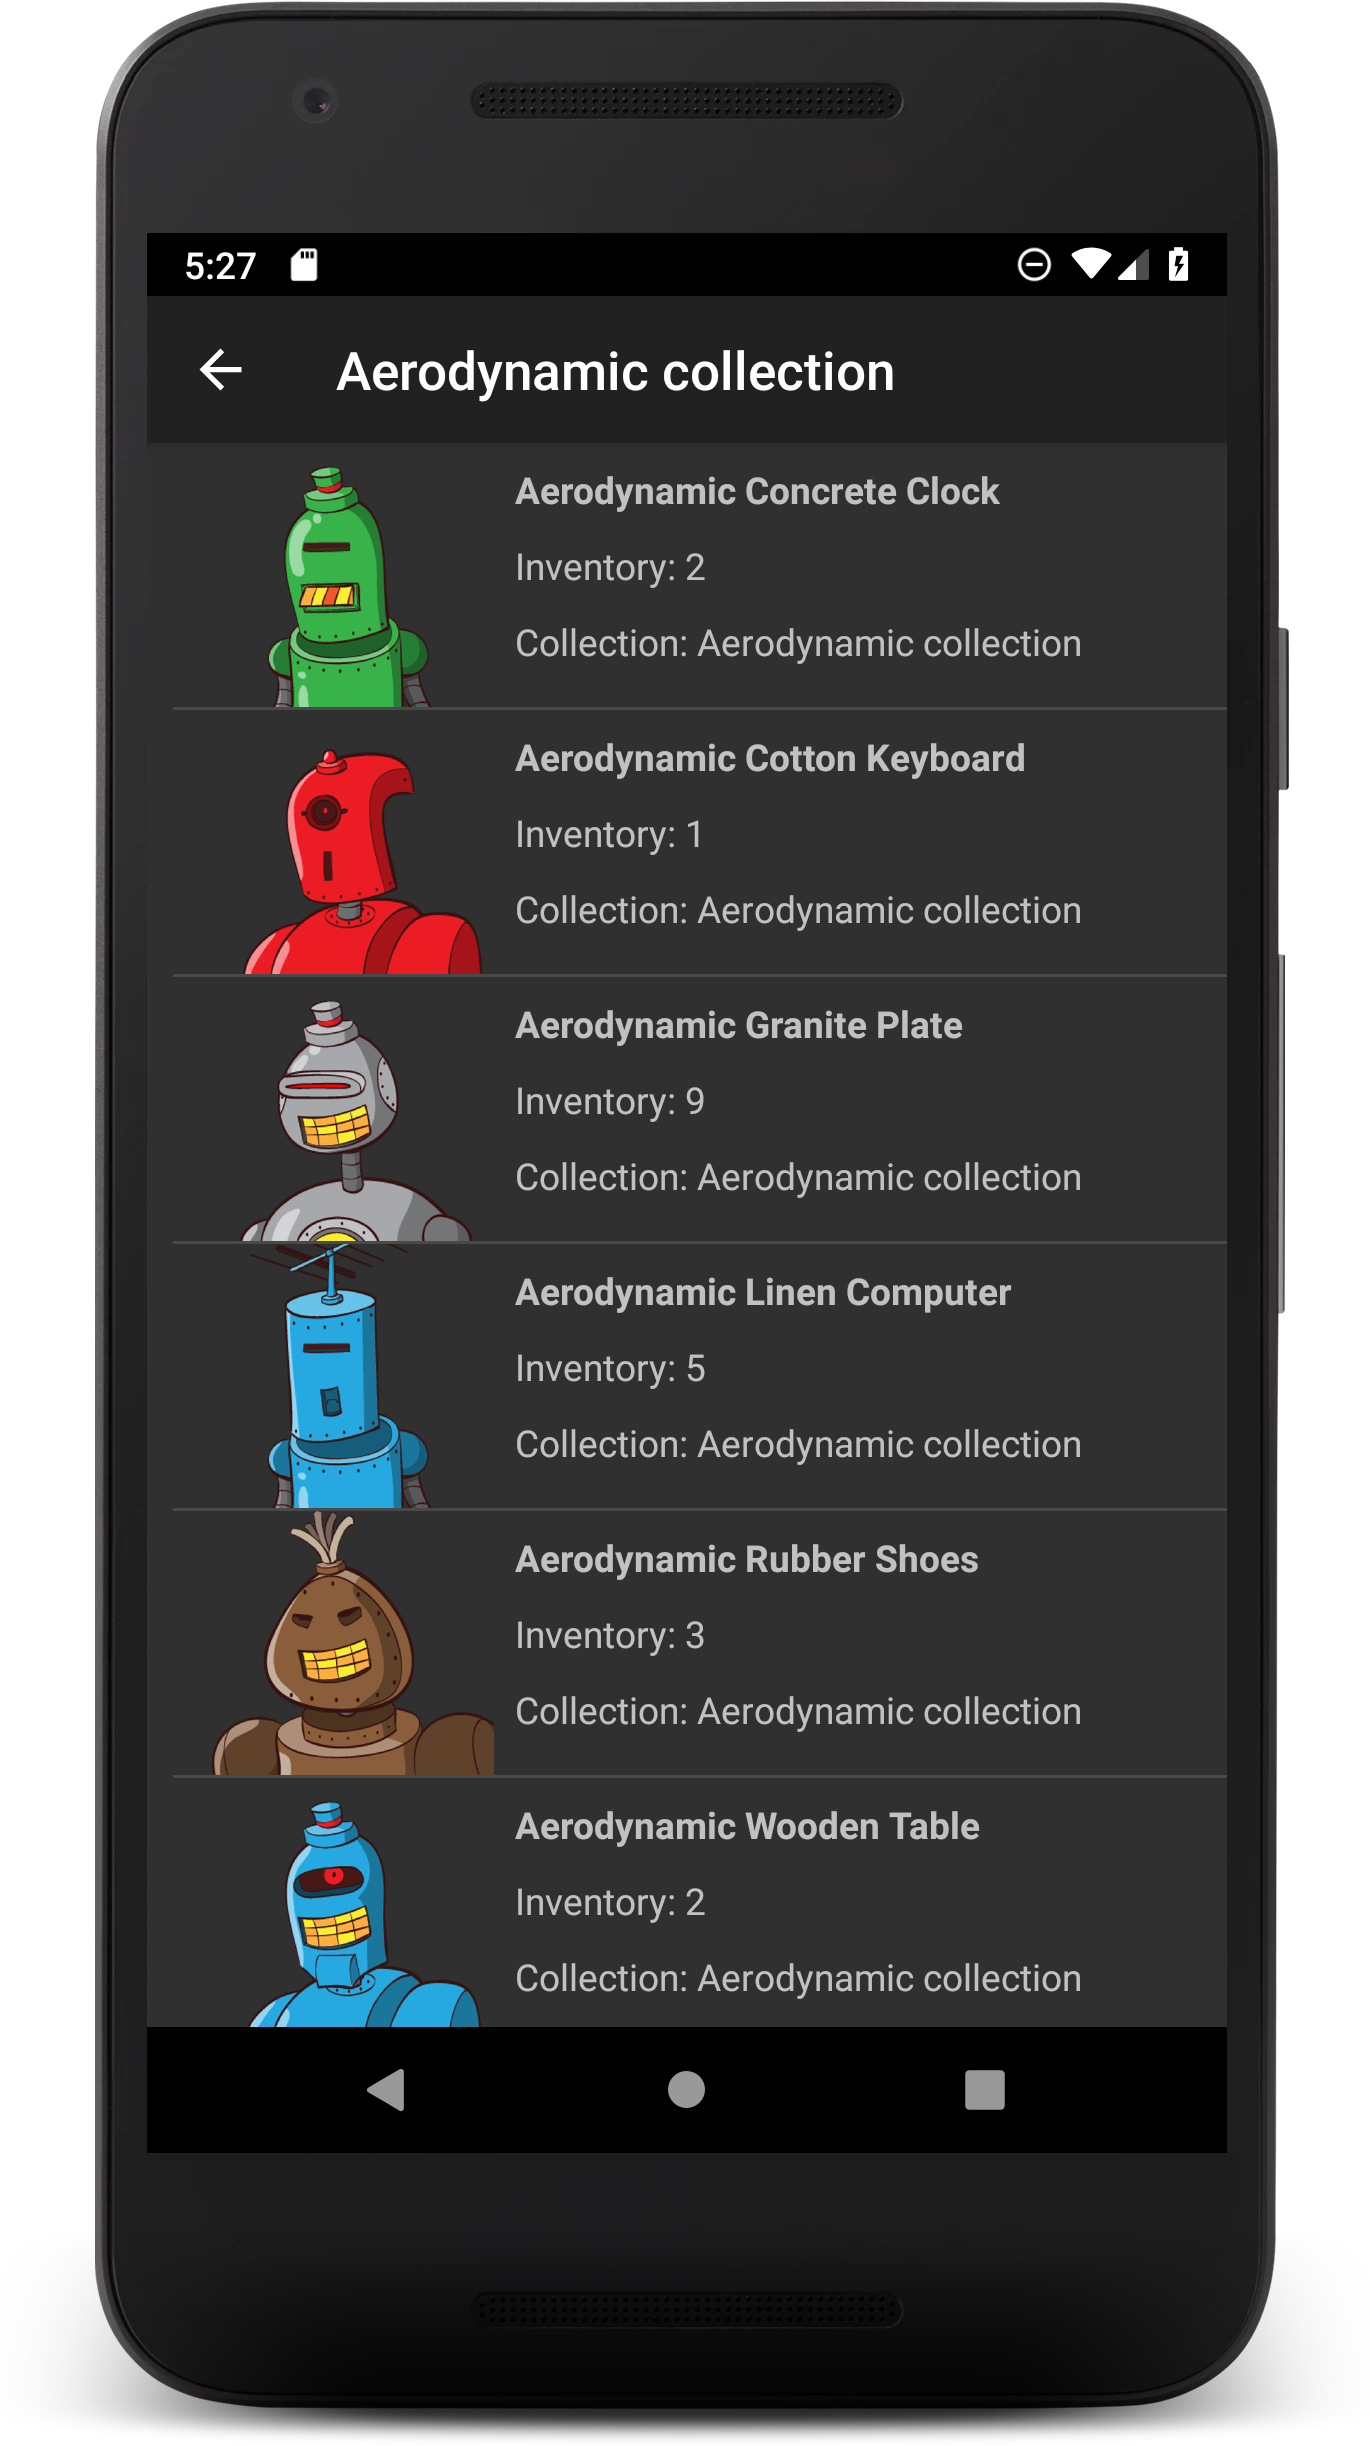 5:27
Aerodynamic collection
Aerodynamic Concrete Clock
Inventory: 2
Collection: Aerodynamic collection
Aerodynamic Cotton Keyboard
Inventory: 1
Collection: Aerodynamic collection
Aerodynamic Granite Plate
Inventory: 9
Collection: Aerodynamic collection
Aerodynamic Linen Computer
Inventory: 5
Collection: Aerodynamic collection
Aerodynamic Rubber Shoes
Inventory: 3
Collection: Aerodynamic collection
Aerodynamic Wooden Table
Inventory: 2
Collection: Aerodynamic collection